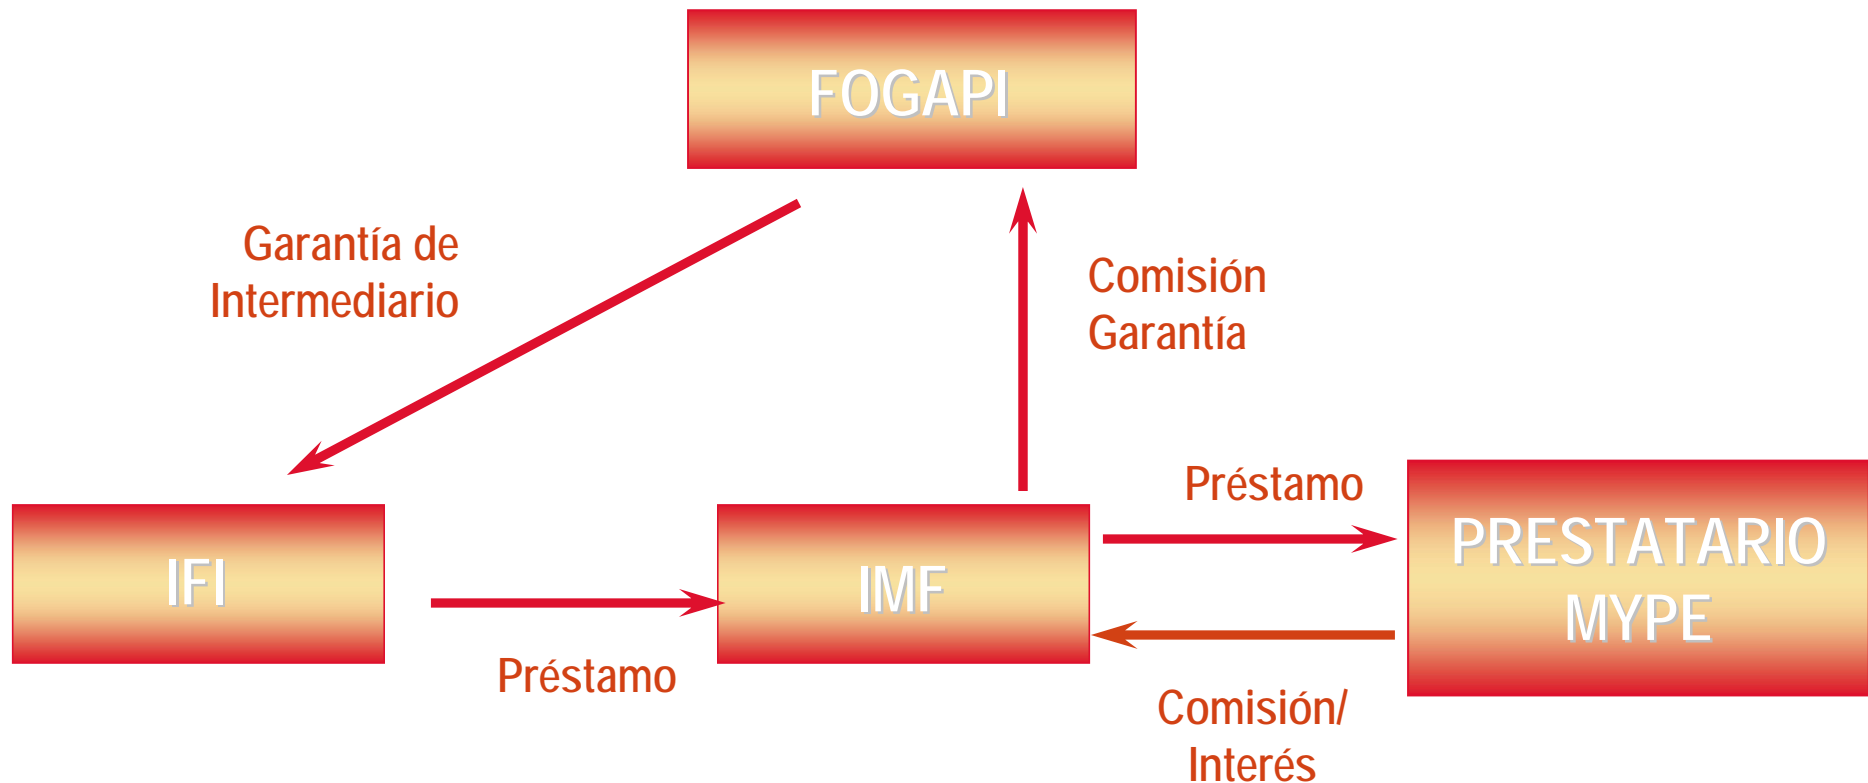 FOGAPI
Garantía de
Intermediario
Comisión
Garantía
IFI
Préstamo
IMF
Préstamo
Comisión/
Interés
PRESTATARIO
MYPE